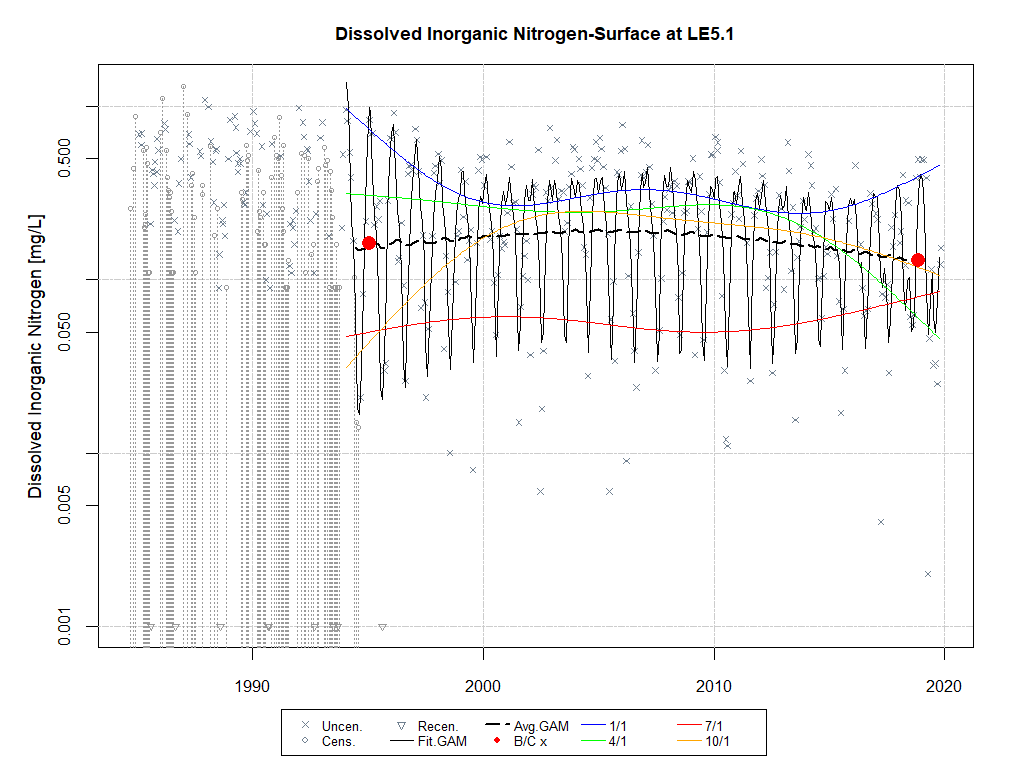 Dissolved Inorganic Nitrogen-Surface at LE5.1
Dissolved Inorganic Nitrogen [mg/L]
0.500
0.050
0.005
0.001
1990 2000 2010 2020
Uncen. Recen. Avg.GAM 1/1 7/1
Cens. Fit.GAM B/C x 4/1 10/1